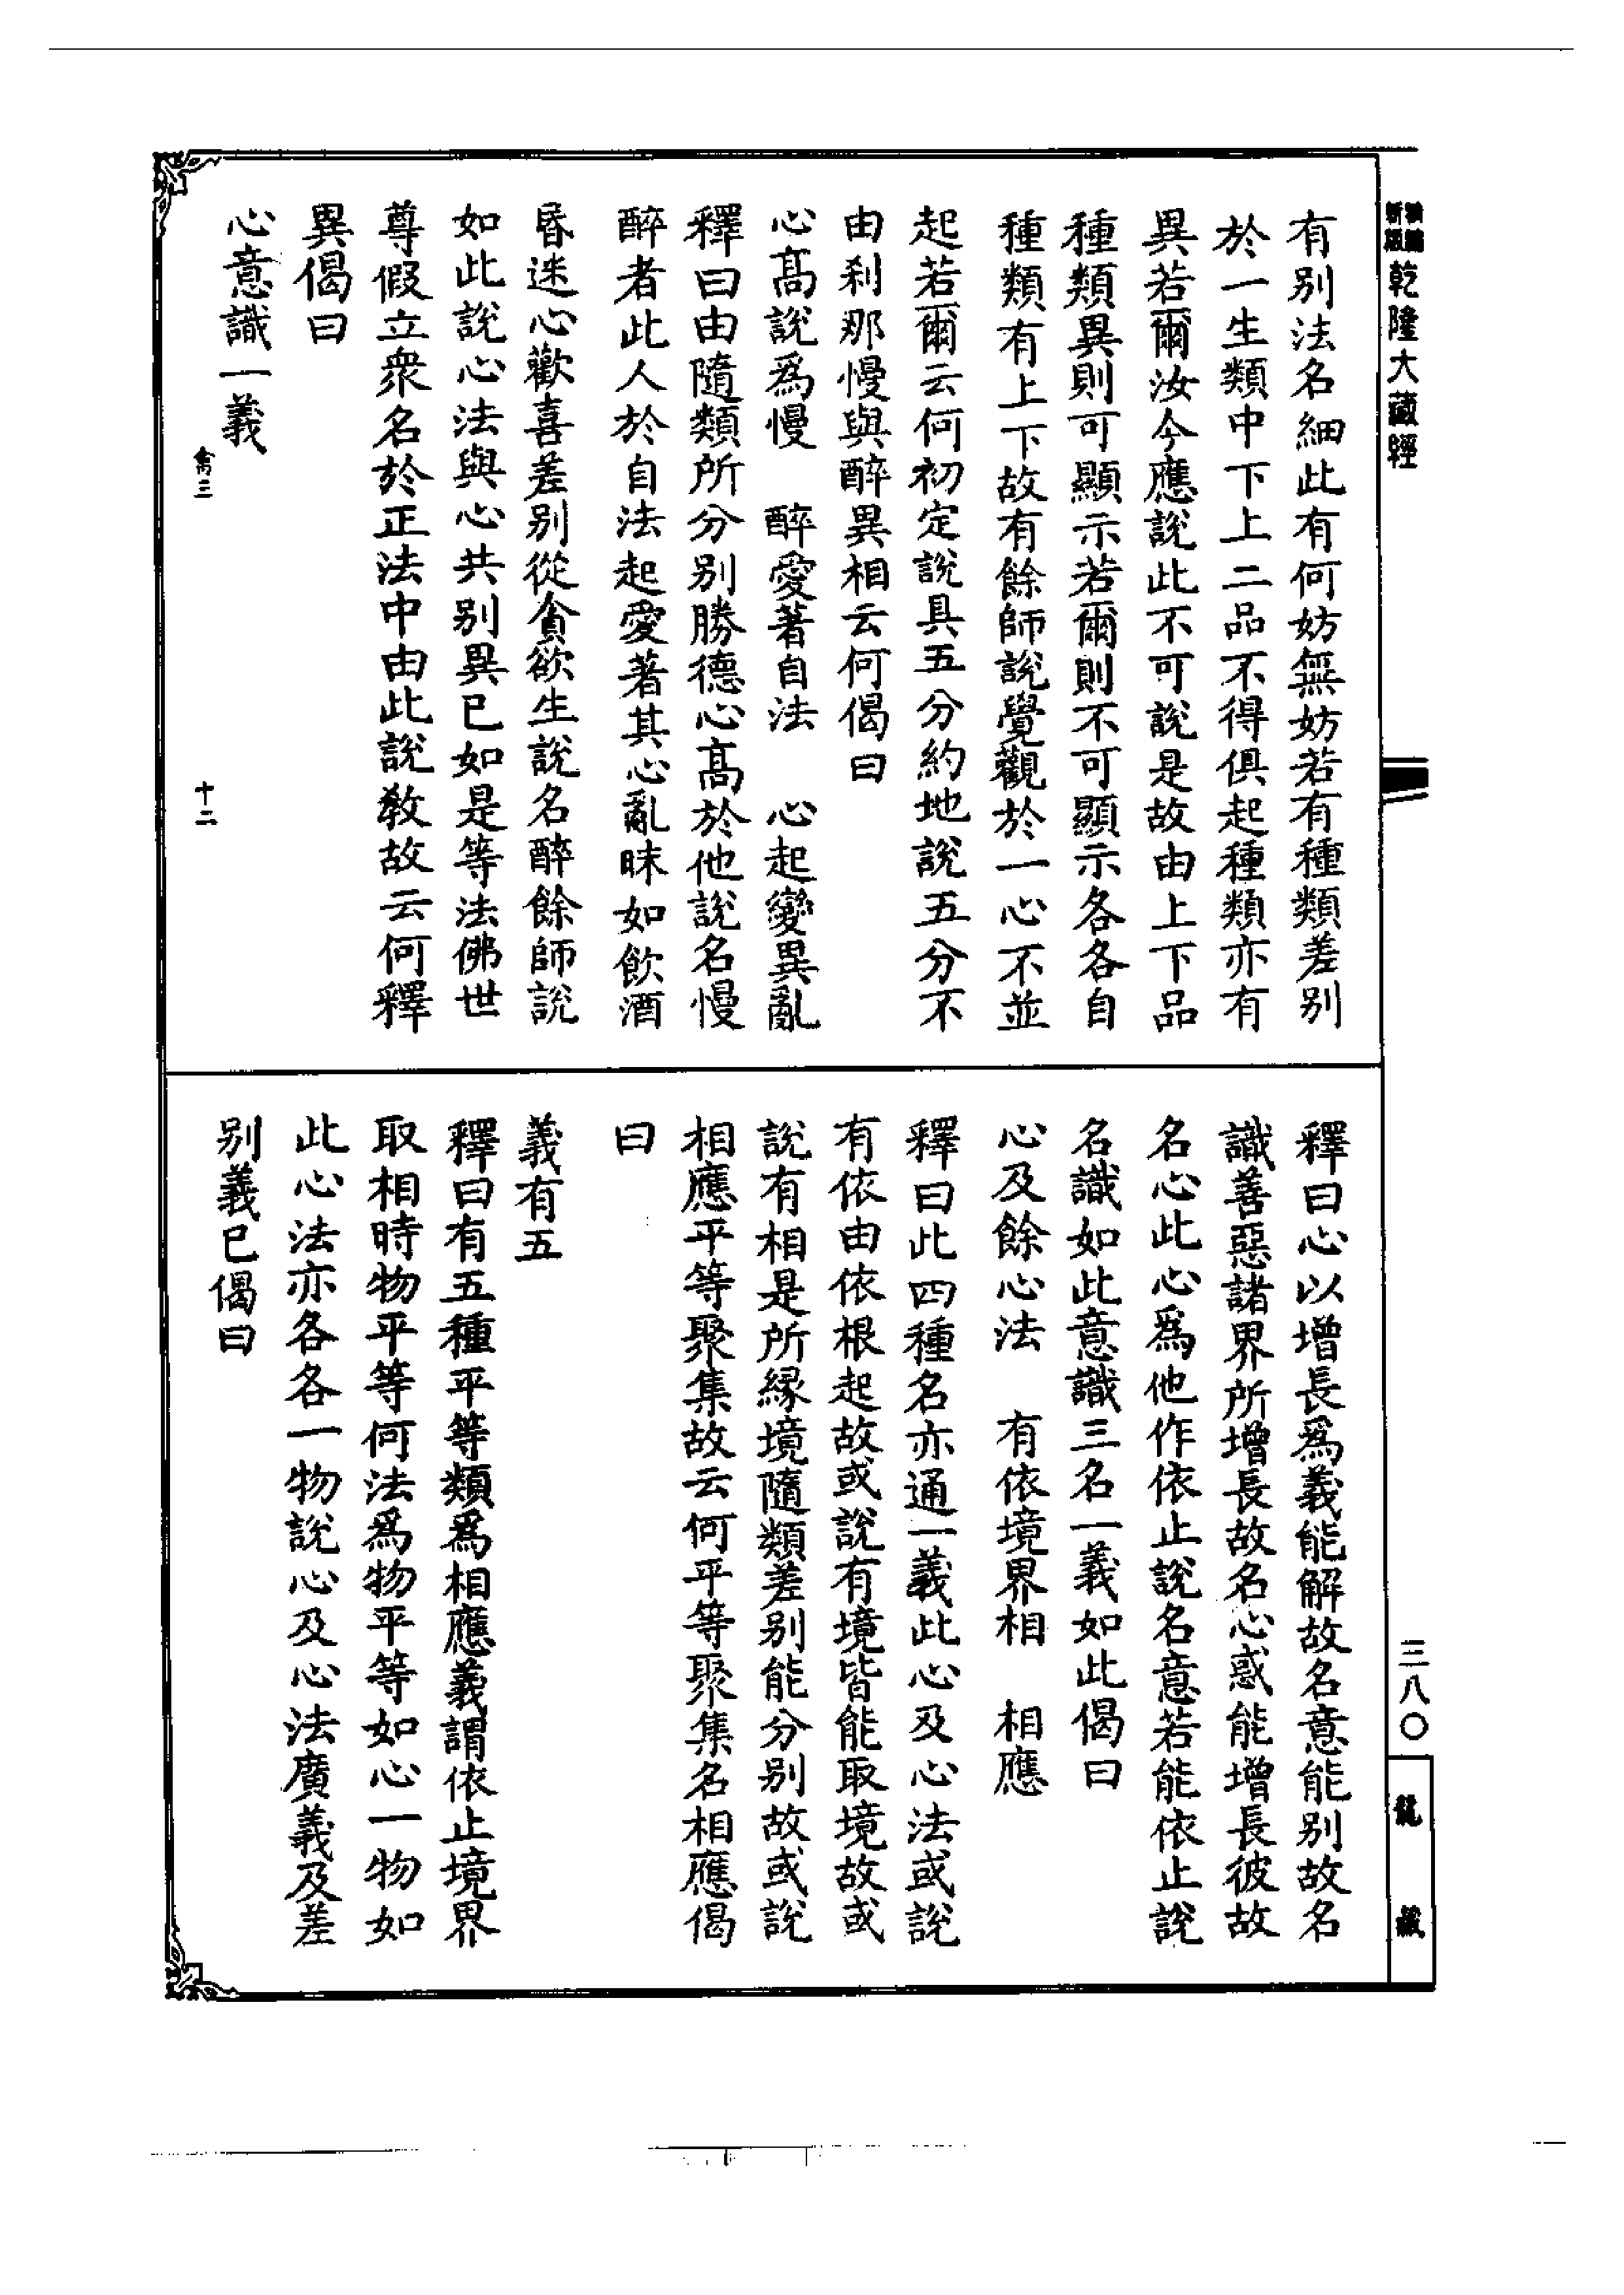 乾隆大藏經
有别法名細此有何妨無妨若有種類差别
於一生類中下上二品不得俱起種類亦有
異若爾汝今應說此不可說是故由上下品
種類異則可顯示若爾則不可顯示各各自
種類有上下故有餘師說覺觀於一心不並
起若爾云何初定說具五分約地說五分不
由刹那慢與醉異相云何偈曰
心髙說爲慢　醉愛著自法　心起變異亂
釋曰由隨類所分别勝德心髙於他說名慢
醉者此人於自法起愛著其心亂昧如飲酒
昏迷心歡喜差别從貪欲生說名醉餘師說
如此說心法與心共别異已如是等法佛世
尊假立衆名於正法中由此說教故云何釋
異偈曰
心意識一義
禽三
十二
釋曰心以增長爲義能解故名意能别故名
識善惡諸界所增長故名心惑能增長彼故
名心此心爲他作依止說名意若能依止說
名識如此意識三名一義如此偈曰
心及餘心法　有依境界相　相應
釋曰此四種名亦通一義此心及心法或說
有依由依根起故或說有境皆能取境故或
說有相是所緣境隨類差别能分别故或說
相應平等聚集故云何平等聚集名相應偈
曰
義有五
釋曰有五種平等類爲相應義謂依止境界
取相時物平等何法爲物平等如心一物如
此心法亦各各一物說心及心法廣義及差
别義已偈曰
三八〇
龍藏